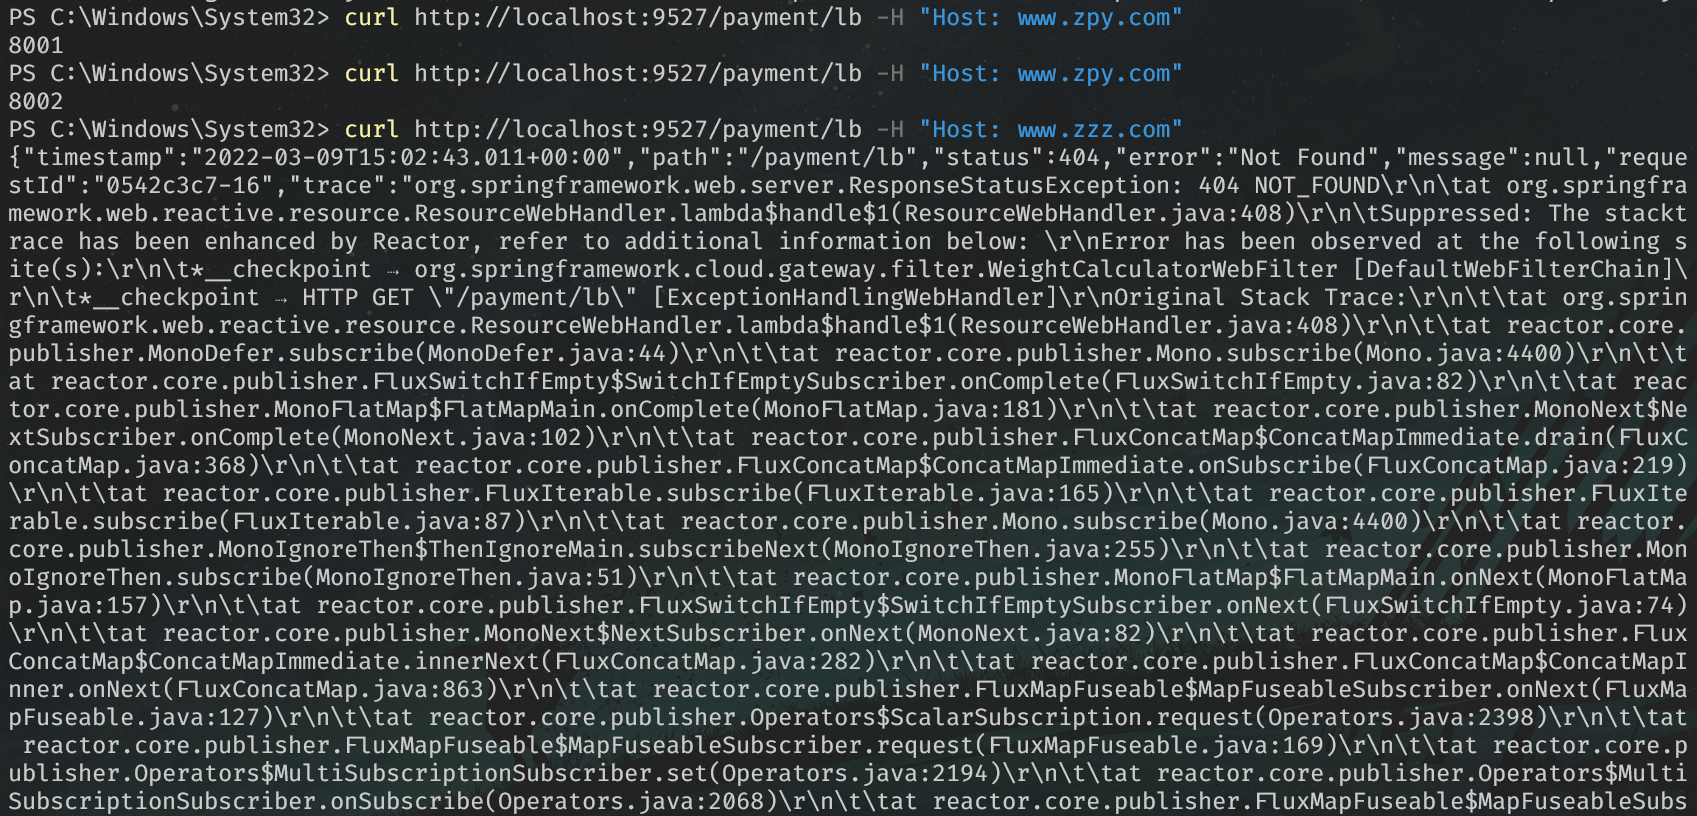 PS C:\Windows\System32> curl http://localhost:9527/payment/lb -H "Host: www.zpy.com"
8001
PS C:\Windows\System32> curl http://localhost:9527/payment/lb -H "Host: www.zpy.com"
8002
PS C:\Windows\System32> curl http://localhost:9527/payment/lb -H "Host: www.zzz.com"
{"timestamp":"2022-03-09T15:02:43.011+00:00","path":"/payment/lb","status":404,"error":"Not Found","message":null,"reque
stId":"0542c3c7-16","trace":"org.springframework.web.server.ResponseStatusException: 404 NOT_FOUND\r\n\tat org.springfra
mework.web.reactive.resource.ResourceWebHandler.lambda$handle$1(ResourceWebHandler.java:408)\r\n\tSuppressed: The stackt
race has been enhanced by Reactor, refer to additional information below: \r\nError has been observed at the following s
ite(s):\r\n\t*__checkpoint ⇢ org.springframework.cloud.gateway.filter.WeightCalculatorWebFilter [DefaultWebFilterChain]\
r\n\t*__checkpoint ⇢ HTTP GET \"/payment/lb\" [ExceptionHandlingWebHandler]\r\nOriginal Stack Trace:\r\n\t\tat org.sprin
gframework.web.reactive.resource.ResourceWebHandler.lambda$handle$1(ResourceWebHandler.java:408)\r\n\t\tat reactor.core.
publisher.MonoDefer.subscribe(MonoDefer.java:44)\r\n\t\tat reactor.core.publisher.Mono.subscribe(Mono.java:4400)\r\n\t\t
at reactor.core.publisher.FluxSwitchIfEmpty$SwitchIfEmptySubscriber.onComplete(FluxSwitchIfEmpty.java:82)\r\n\t\tat reac
tor.core.publisher.MonoFlatMap$FlatMapMain.onComplete(MonoFlatMap.java:181)\r\n\t\tat reactor.core.publisher.MonoNext$Ne
xtSubscriber.onComplete(MonoNext.java:102)\r\n\t\tat reactor.core.publisher.FluxConcatMap$ConcatMapImmediate.drain(FluxC
oncatMap.java:368)\r\n\t\tat reactor.core.publisher.FluxConcatMap$ConcatMapImmediate.onSubscribe(FluxConcatMap.java:219)
\r\n\t\tat reactor.core.publisher.FluxIterable.subscribe(FluxIterable.java:165)\r\n\t\tat reactor.core.publisher.FluxIte
rable.subscribe(FluxIterable.java:87)\r\n\t\tat reactor.core.publisher.Mono.subscribe(Mono.java:4400)\r\n\t\tat reactor.
core.publisher.MonoIgnoreThen$ThenIgnoreMain.subscribeNext(MonoIgnoreThen.java:255)\r\n\t\tat reactor.core.publisher.Mon
oIgnoreThen.subscribe(MonoIgnoreThen.java:51)\r\n\t\tat reactor.core.publisher.MonoFlatMap$FlatMapMain.onNext(MonoFlatMa
p.java:157)\r\n\t\tat reactor.core.publisher.FluxSwitchIfEmpty$SwitchIfEmptySubscriber.onNext(FluxSwitchIfEmpty.java:74)
\r\n\t\tat reactor.core.publisher.MonoNext$NextSubscriber.onNext(MonoNext.java:82)\r\n\t\tat reactor.core.publisher.Flux
ConcatMap$ConcatMapImmediate.innerNext(FluxConcatMap.java:282)\r\n\t\tat reactor.core.publisher.FluxConcatMap$ConcatMapI
nner.onNext(FluxConcatMap.java:863)\r\n\t\tat reactor.core.publisher.FluxMapFuseable$MapFuseableSubscriber.onNext(FluxMa
pFuseable.java:127)\r\n\t\tat reactor.core.publisher.Operators$ScalarSubscription.request(Operators.java:2398)\r\n\t\tat
 reactor.core.publisher.FluxMapFuseable$MapFuseableSubscriber.request(FluxMapFuseable.java:169)\r\n\t\tat reactor.core.p
ublisher.Operators$MultiSubscriptionSubscriber.set(Operators.java:2194)\r\n\t\tat reactor.core.publisher.Operators$Multi
SubscriptionSubscriber.onSubscribe(Operators.java:2068)\r\n\t\tat reactor.core.publisher.FluxMapFuseable$MapFuseableSubs